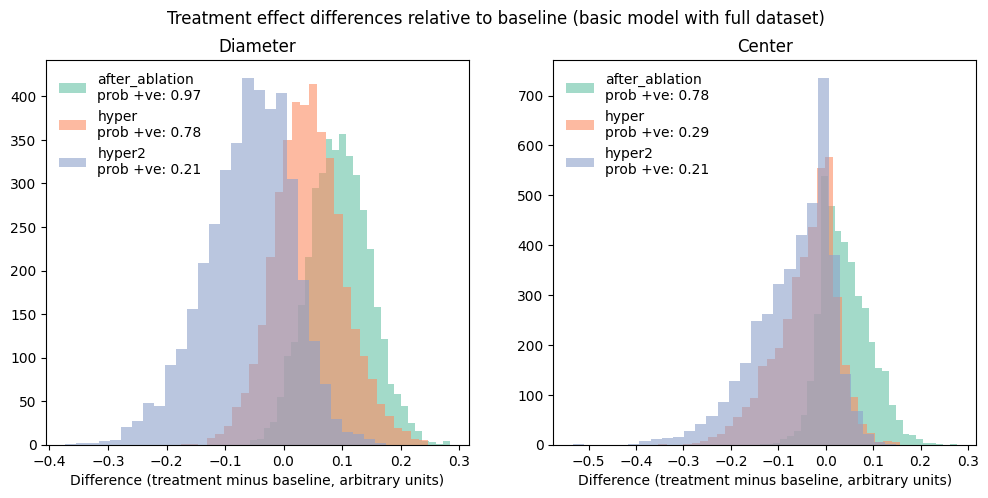 Treatment effect differences relative to baseline (basic model with full dataset)
Diameter
after_ablation
prob +ve: 0.97
hyper
prob +ve: 0.78
hyper2
prob +ve: 0.21
400
350
300
250
200
150
100
50
0
−0.4 −0.3 −0.2 −0.1 0.0 0.1 0.2 0.3
Difference (treatment minus baseline, arbitrary units)
Center
after_ablation
prob +ve: 0.78
hyper
prob +ve: 0.29
hyper2
prob +ve: 0.21
700
600
500
400
300
200
100
0
−0.5 −0.4 −0.3 −0.2 −0.1 0.0 0.1 0.2 0.3
Difference (treatment minus baseline, arbitrary units)